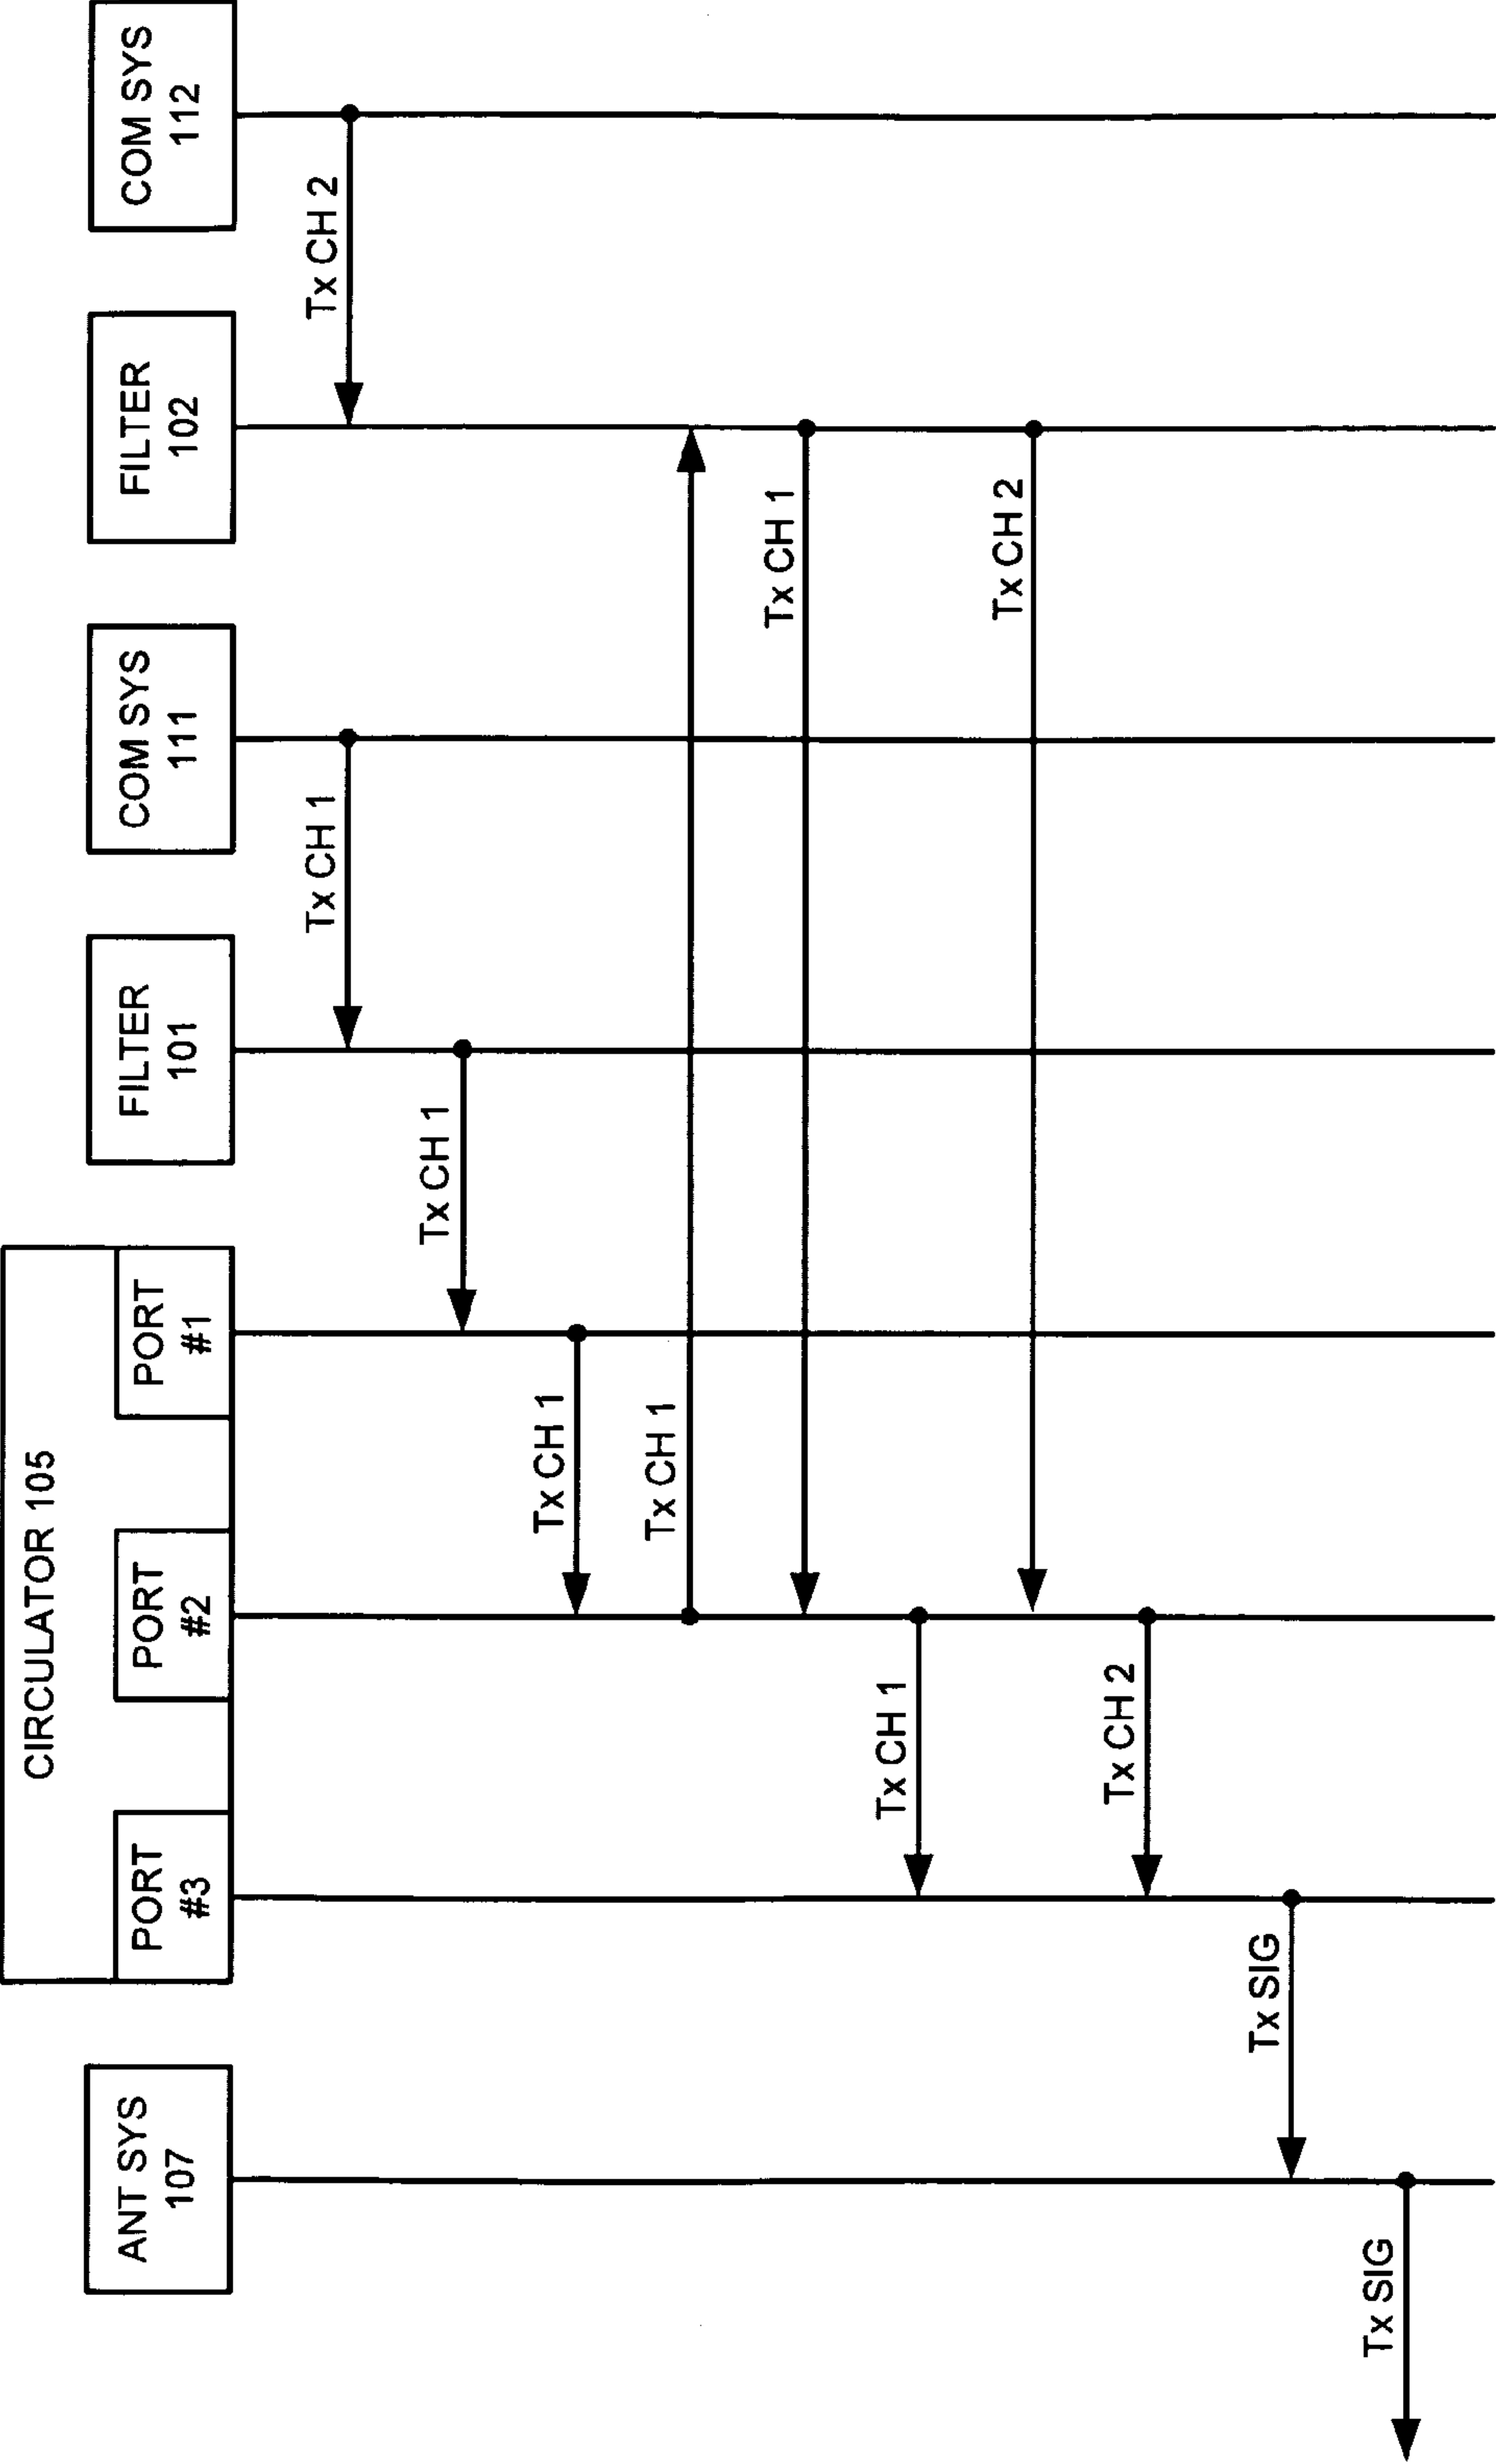 CIRCULATOR 105
ANT SYS
107
PORT
#3
PORT
#2
PORT
#1
FILTER
101
COM SYS
111
FILTER
102
COM SYS
112
Tx CH 1
Tx CH 2
Tx CH 1
Tx CH 1
Tx CH 1
Tx CH 1
Tx CH 1
Tx CH 2
Tx CH 2
Tx SIG
Tx SIG